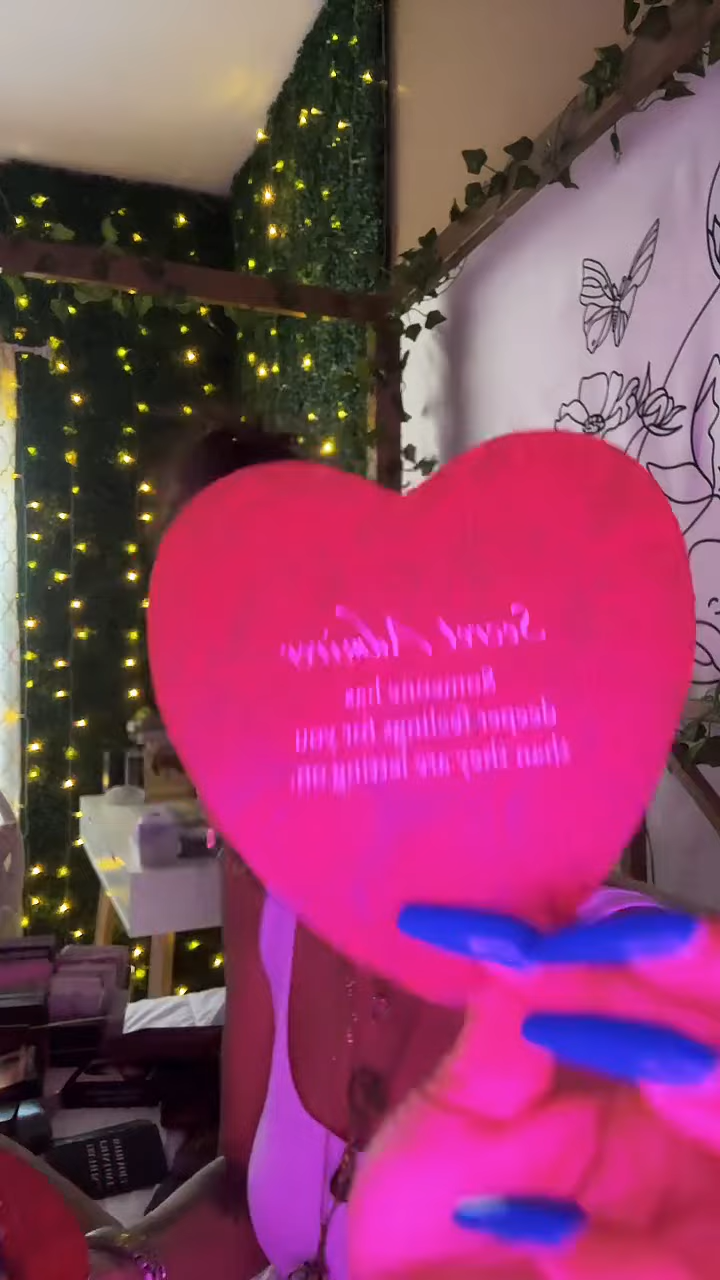 Secret Admirer
Someone has
deeper feelings for you
than they are letting on